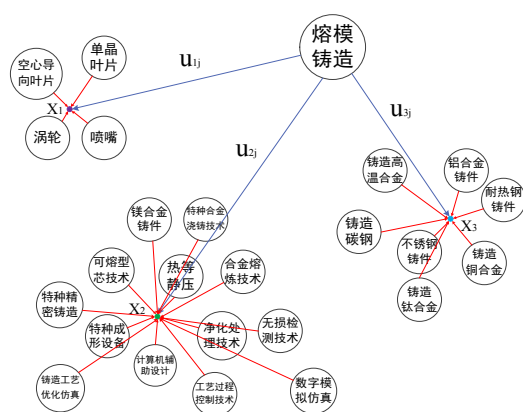 熔模
铸造
u1j
u2j
u3j
单晶
叶片
空心导
向叶片
X1
涡轮
喷嘴
铸造高
温合金
铝合金
铸件
耐热钢
铸件
铸造
碳钢
不锈钢
铸件
X3
铸造
铜合金
铸造
钛合金
镁合金
铸件
特种合金
浇铸技术
可熔型
芯技术
热等
静压
合金熔
炼技术
特种精
密铸造
X2
特种成
形设备
净化处
理技术
无损检
测技术
计算机辅
助设计
铸造工艺
优化仿真
工艺过程
控制技术
数字模
拟仿真